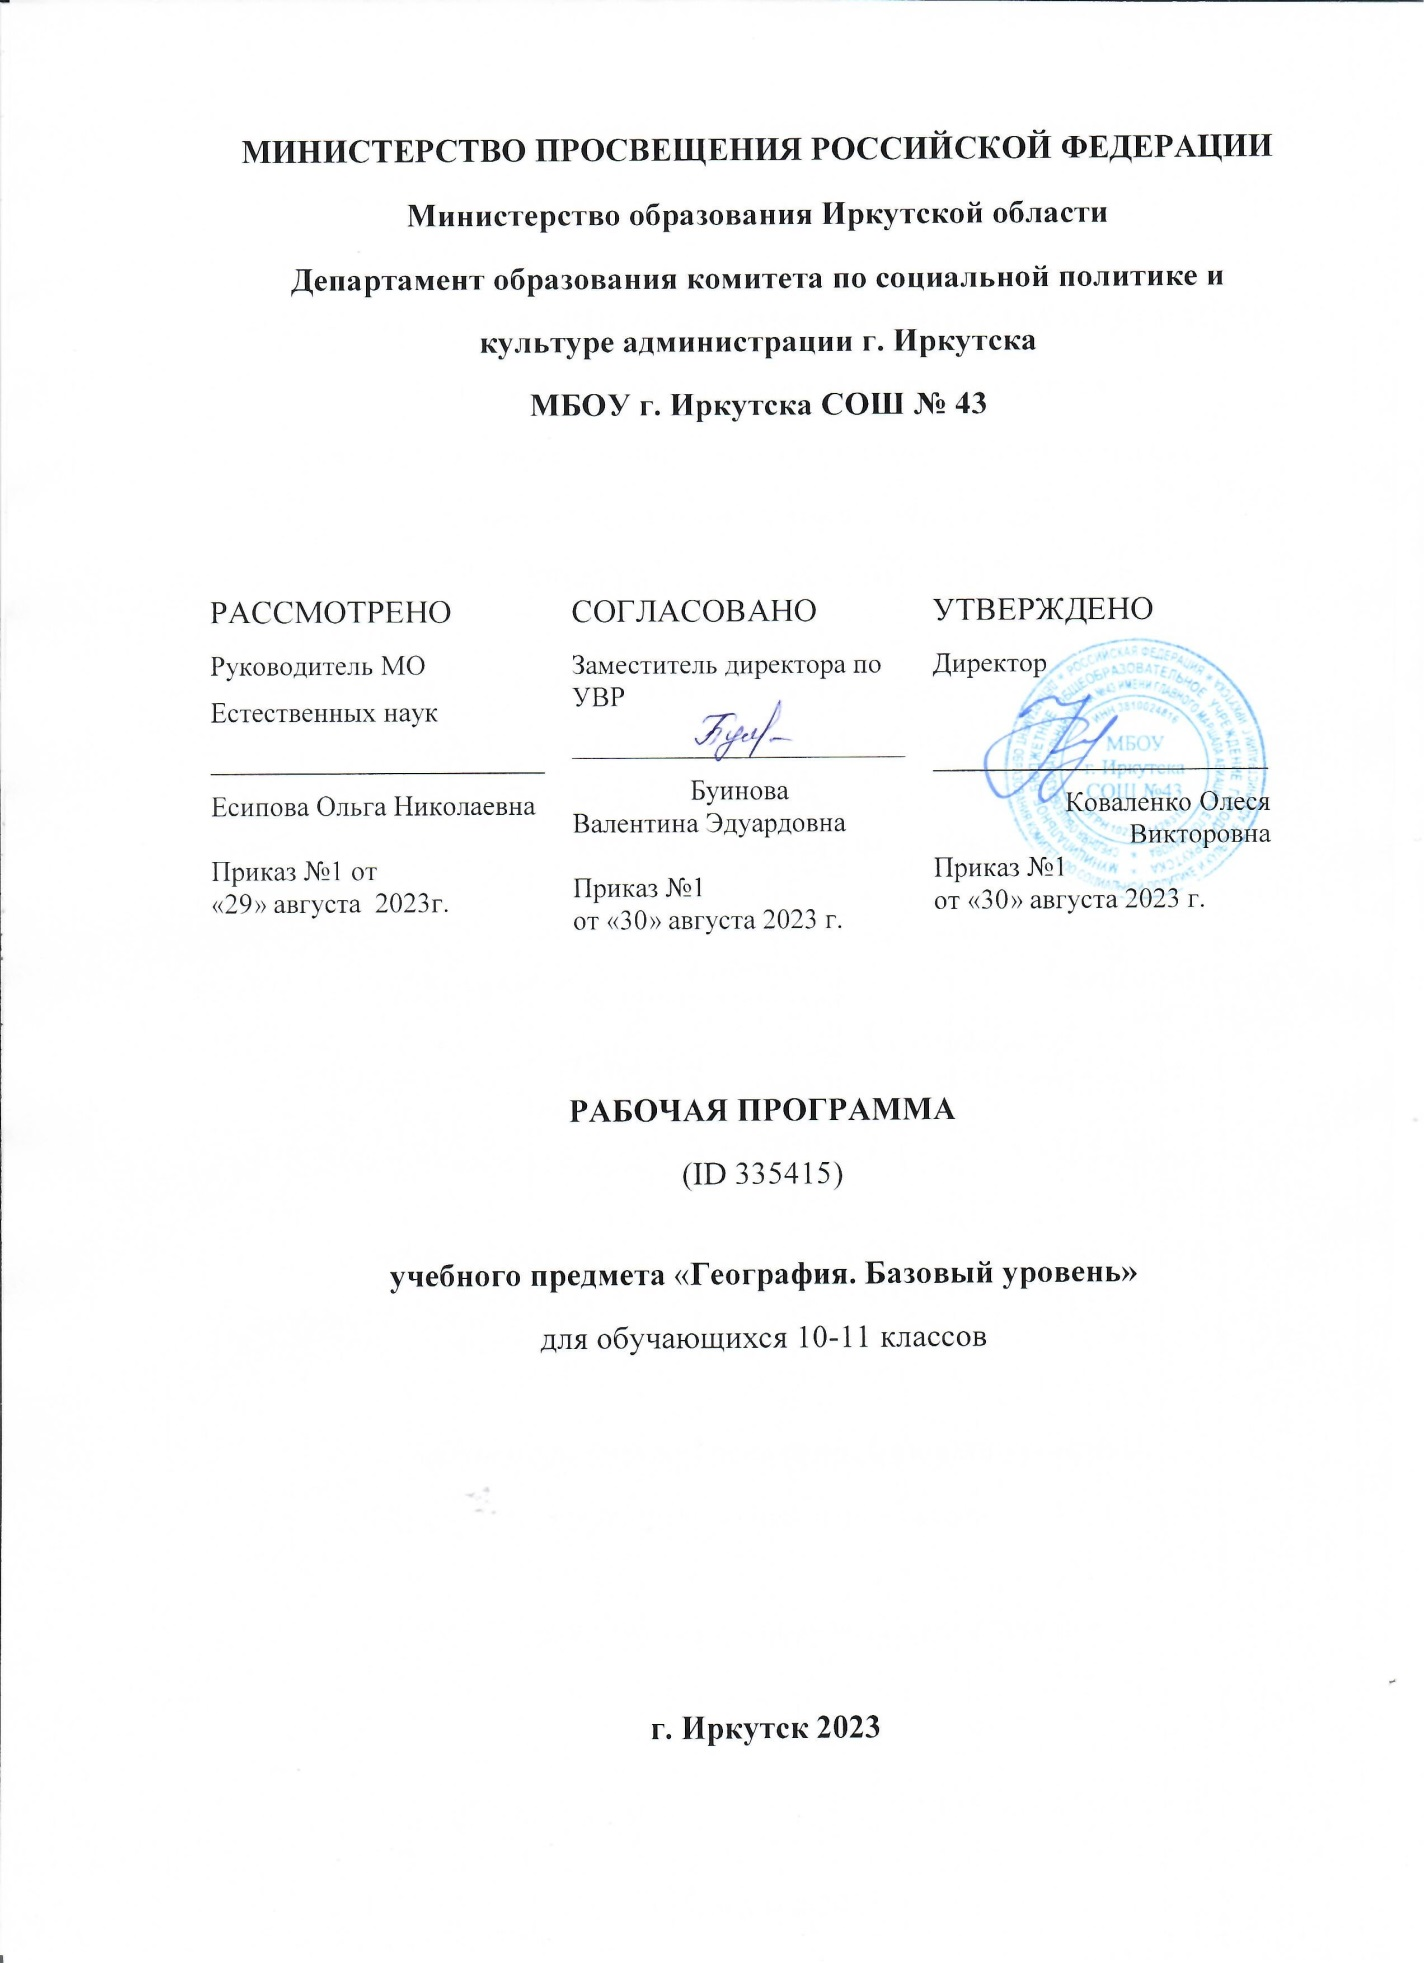 МИНИСТЕРСТВО ПРОСВЕЩЕНИЯ РОССИЙСКОЙ ФЕДЕРАЦИИ
Министерство образования Иркутской области
Департамент образования комитета по социальной политике и
культуре администрации г. Иркутска
МБОУ г. Иркутска СОШ № 43
РАССМОТРЕНО
Руководитель МО
Естественных наук
Есипова Ольга Николаевна
Приказ №1 от
«29» августа 2023г.
СОГЛАСОВАНО
Заместитель директора по
УВР
Буинова
Валентина Эдуардовна
Приказ №1
от «30» августа 2023 г.
УТВЕРЖДЕНО
Директор
МБОУ
г. Иркутска
СОШ №43
Коваленко Олеся
Викторовна
Приказ №1
от «30» августа 2023 г.
РАБОЧАЯ ПРОГРАММА
(ID 335415)
учебного предмета «География. Базовый уровень»
для обучающихся 10-11 классов
г. Иркутск 2023